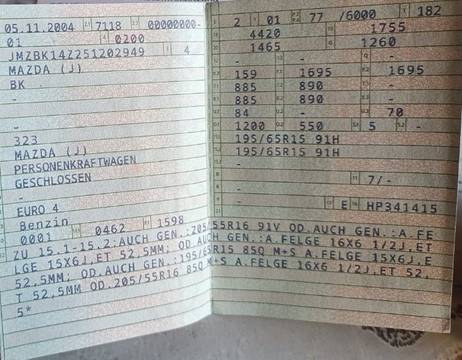 05.11.2004 7118 00000000-
01 0200
JMZBK14Z251202949 4
MAZDA (J)
BK
-
-
323
MAZDA (J)
PERSONENKRAFTWAGEN
GESCHLOSSEN
-
EURO 4
Benzin
0001 0462 1598
2 01 77 /6000 182
4420 1755
1465 1260
- - -
159 1695 1695
885 890 -
885 890 -
84 - 70
1200 550 5 -
195/65R15 91H
195/65R15 91H
-
- 7/-
-
E HP341415
ZU 15.1-15.2:AUCH GEN.:205/55R16 91V OD.AUCH GEN.:A.FE
LGE 15X6J,ET 52,5MM; OD.AUCH GEN.:A.FELGE 16X6 1/2J,ET
52,5MM; OD.AUCH GEN.:195/65R15 85Q M+S A.FELGE 15X6J,E
T 52,5MM OD.205/55R16 85Q M+S A.FELGE 16X6 1/2J,ET 52,
5*